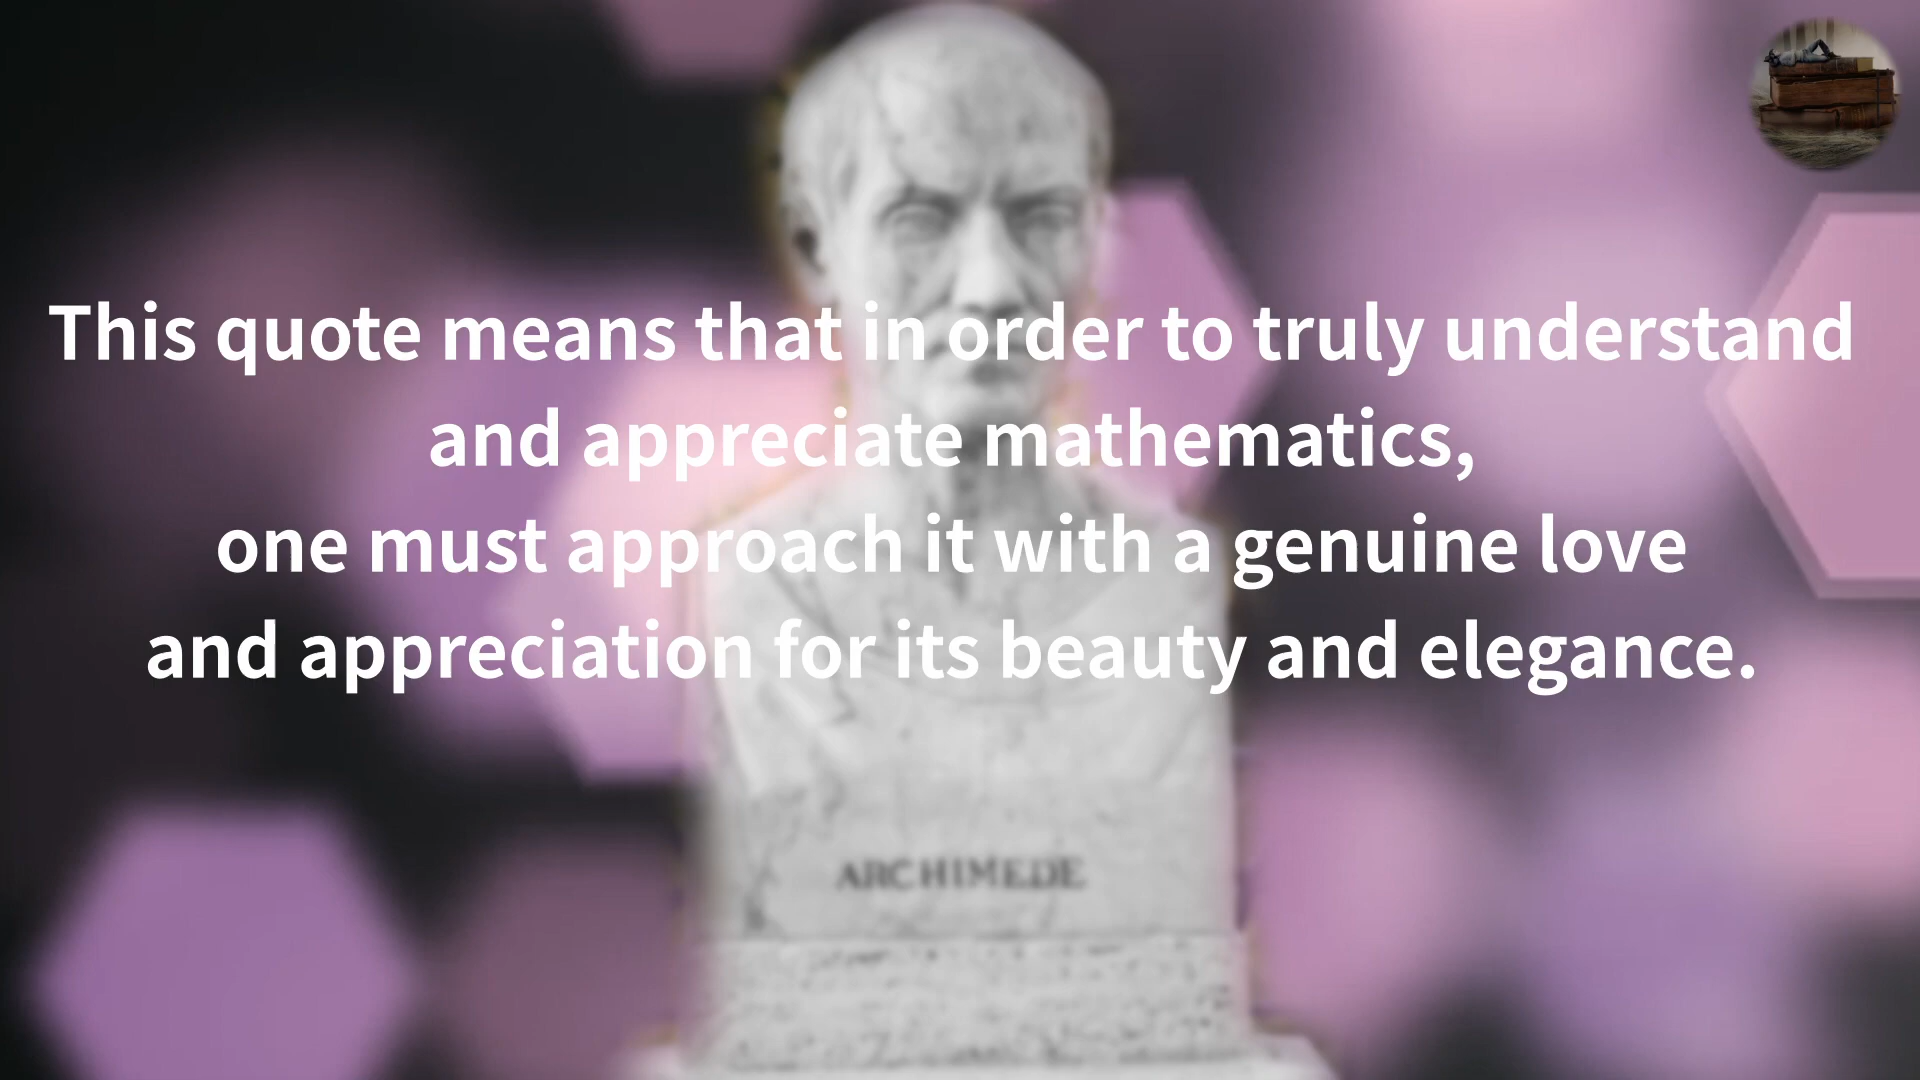 This quote means that in order to truly understand
and appreciate mathematics,
one must approach it with a genuine love
and appreciation for its beauty and elegance.
ARCHIMEDE